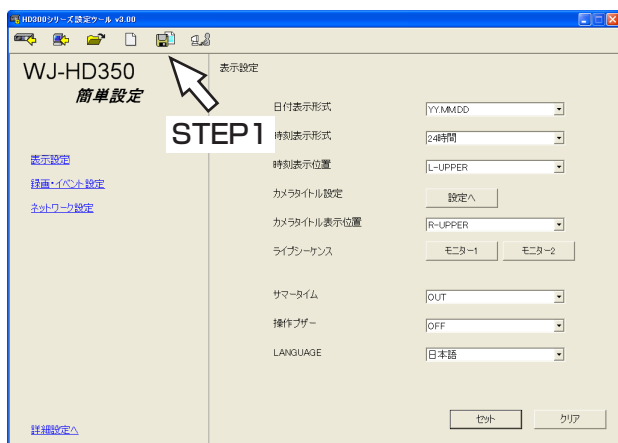 HD300シリーズ設定ツール v3.00
WJ-HD350
簡単設定
表示設定
録画・イベント設定
ネットワーク設定
詳細設定へ
STEP1
表示設定
日付表示形式 YY.MM.DD
時刻表示形式 24時間
時刻表示位置 L-UPPER
カメラタイトル設定 設定へ
カメラタイトル表示位置 R-UPPER
ライブシーケンス モニター1 モニター2
サマータイム OUT
操作ブザー OFF
LANGUAGE 日本語
セット クリア